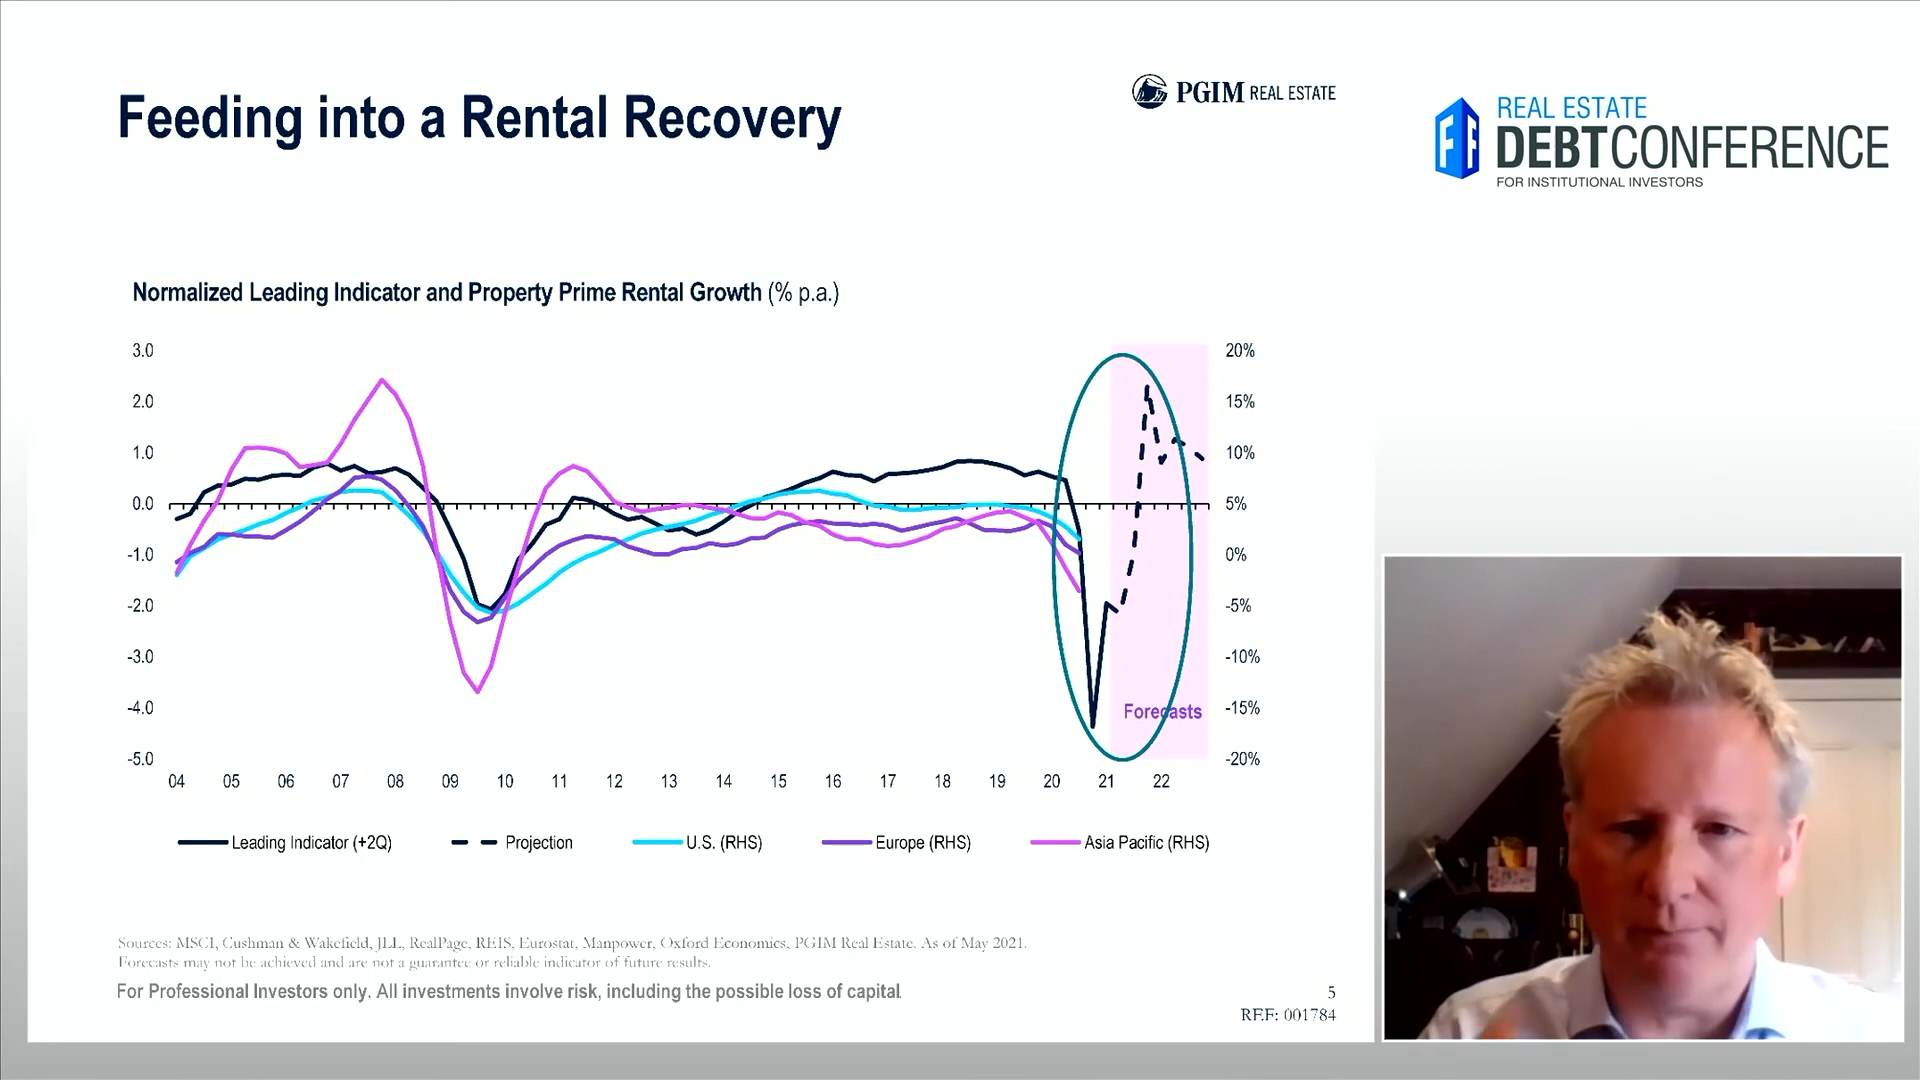 Feeding into a Rental Recovery
PGIM REAL ESTATE
REAL ESTATE
DEBTCONFERENCE
FOR INSTITUTIONAL INVESTORS
FF
Normalized Leading Indicator and Property Prime Rental Growth (% p.a.)
3.0
2.0
1.0
0.0
-1.0
-2.0
-3.0
-4.0
-5.0
20%
15%
10%
5%
0%
-5%
-10%
-15%
-20%
Forecasts
04 05 06 07 08 09 10 11 12 13 14 15 16 17 18 19 20 21 22
Leading Indicator (+2Q) Projection U.S. (RHS) Europe (RHS) Asia Pacific (RHS)
Sources: MSCI, Cushman & Wakefield, JLL, RealPage, REIS, Eurostat, Manpower, Oxford Economics, PGIM Real Estate. As of May 2021.
Forecasts may not be achieved and are not a guarantee or reliable indicator of future results.
For Professional Investors only. All investments involve risk, including the possible loss of capital.
5
REF: 001784